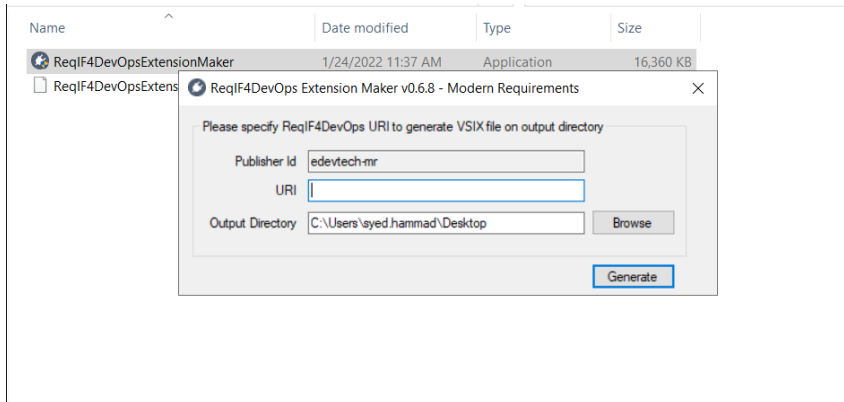 Name Date modified Type Size
ReqIF4DevOpsExtensionMaker 1/24/2022 11:37 AM Application 16,360 KB
ReqIF4DevOpsExtens
ReqIF4DevOps Extension Maker v0.6.8 - Modern Requirements
Please specify ReqIF4DevOps URI to generate VSIX file on output directory
Publisher Id edevtech-mr
URI
Output Directory C:\Users\syed.hammad\Desktop Browse
Generate